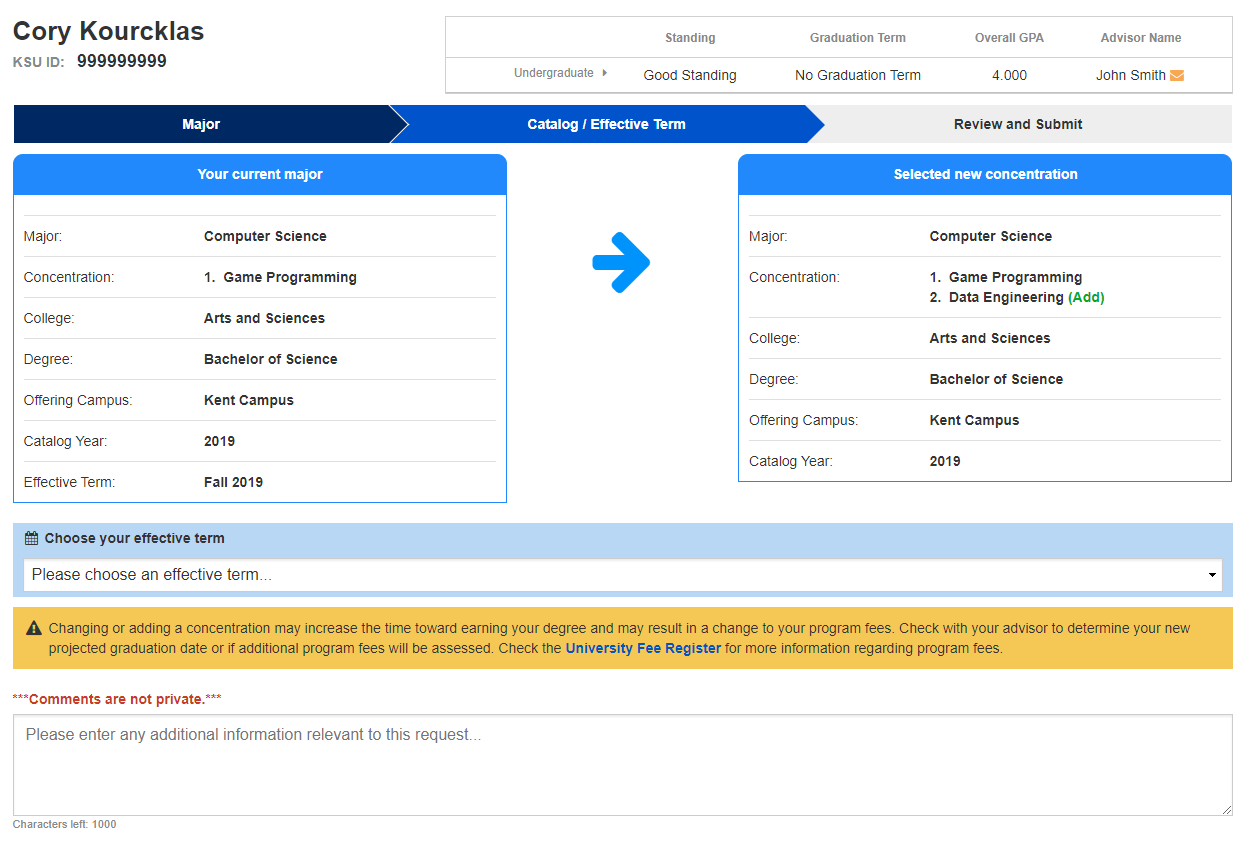 Cory Kourcklas
KSU ID: 999999999
Standing Graduation Term Overall GPA Advisor Name
Undergraduate Good Standing No Graduation Term 4.000 John Smith
Major Catalog / Effective Term Review and Submit
Your current major
Major: Computer Science
Concentration: 1. Game Programming
College: Arts and Sciences
Degree: Bachelor of Science
Offering Campus: Kent Campus
Catalog Year: 2019
Effective Term: Fall 2019
Selected new concentration
Major: Computer Science
Concentration: 1. Game Programming
2. Data Engineering (Add)
College: Arts and Sciences
Degree: Bachelor of Science
Offering Campus: Kent Campus
Catalog Year: 2019
Choose your effective term
Please choose an effective term...
Changing or adding a concentration may increase the time toward earning your degree and may result in a change to your program fees. Check with your advisor to determine your new
projected graduation date or if additional program fees will be assessed. Check the University Fee Register for more information regarding program fees.
***Comments are not private.***
Please enter any additional information relevant to this request...
Characters left: 1000